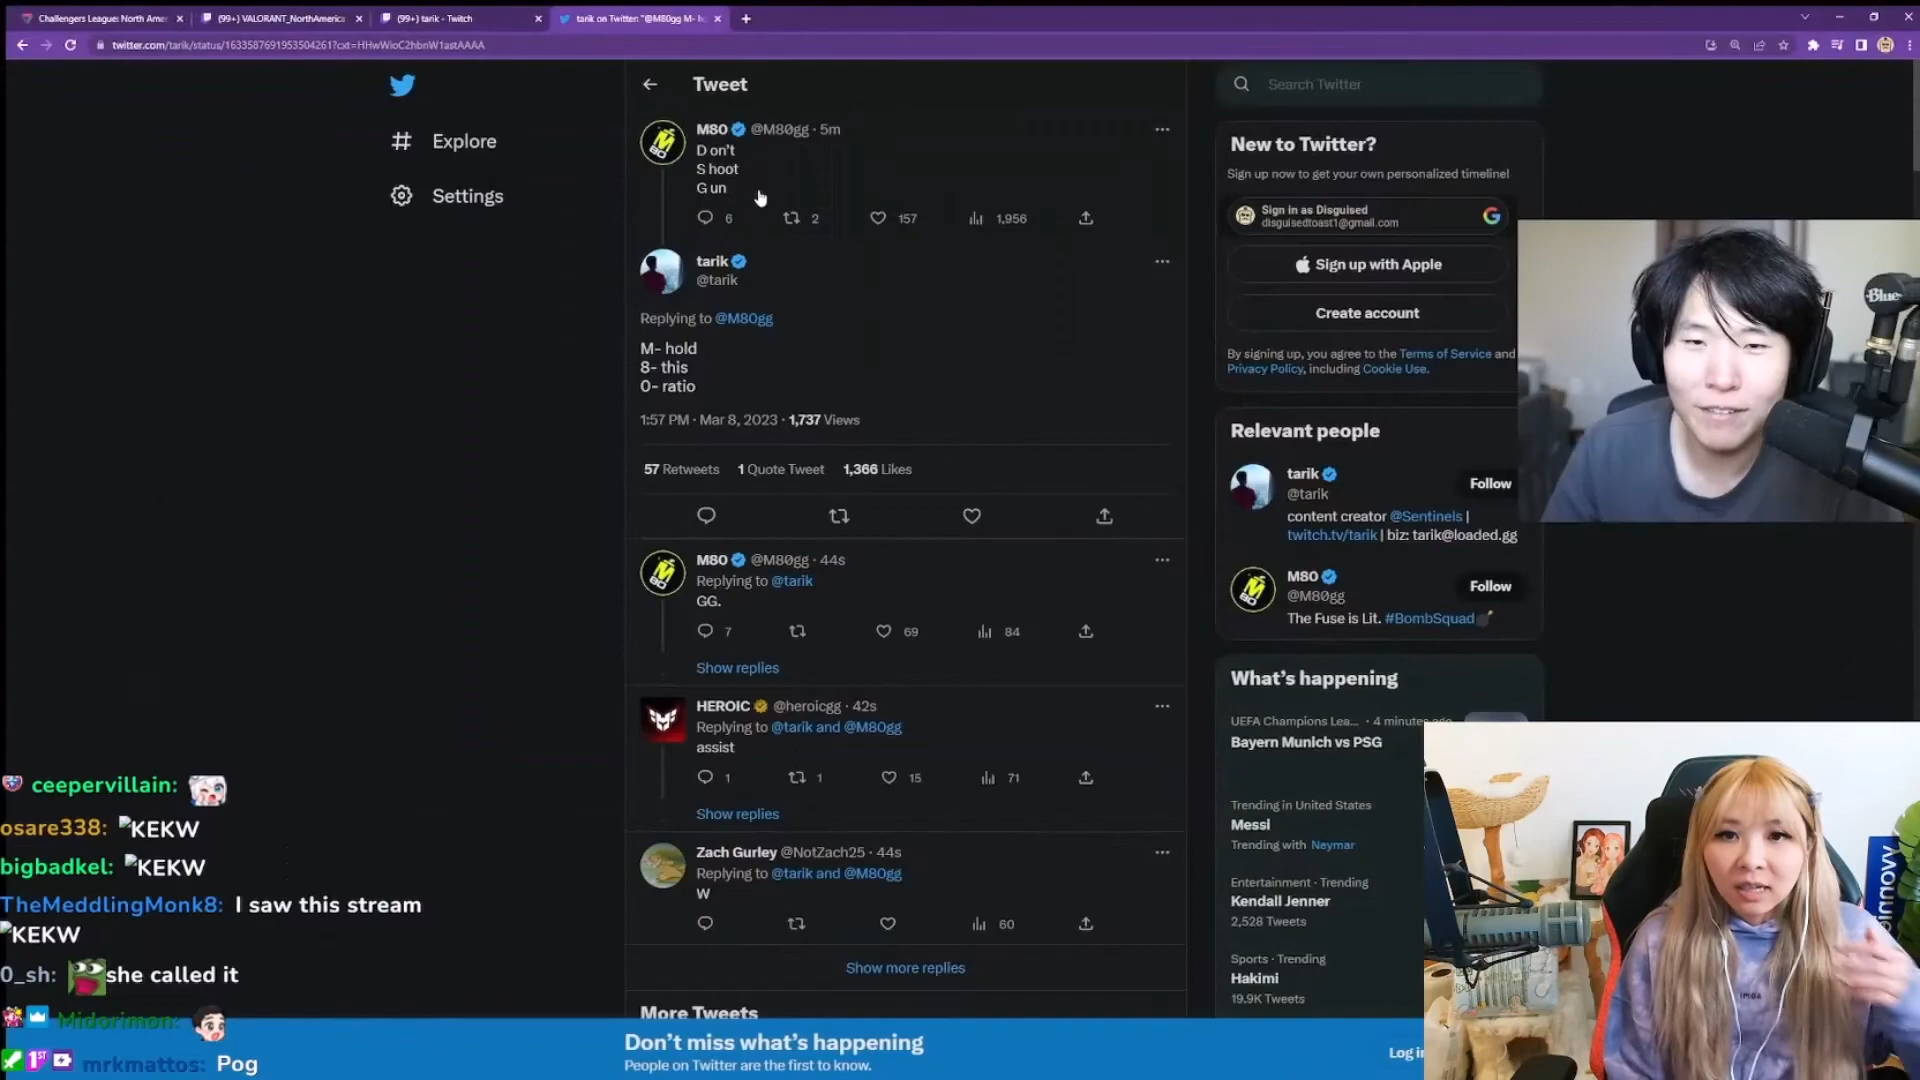 Challengers League: North Ame
(99+) VALORANT_NorthAmerica
(99+) tarik - Twitch
tarik on Twitter: "@M80gg M- h
twitter.com/tarik/status/1633587691953504261?cxt=HHwWioC2hbnW1astAAAA
Explore
Settings
Tweet
M80 @M80gg · 5m
D on't
S hoot
G un
6 2 157 1,956
tarik
@tarik
Replying to @M80gg
M- hold
8- this
0- ratio
1:57 PM · Mar 8, 2023 · 1,737 Views
57 Retweets 1 Quote Tweet 1,366 Likes
M80 @M80gg · 44s
Replying to @tarik
GG.
7 69 84
Show replies
HEROIC @heroicgg · 42s
Replying to @tarik and @M80gg
assist
1 1 15 71
Show replies
Zach Gurley @NotZach25 · 44s
Replying to @tarik and @M80gg
W
60
Show more replies
More Tweets
Search Twitter
New to Twitter?
Sign up now to get your own personalized timeline!
Sign in as Disguised
disguisedtoast1@gmail.com
Sign up with Apple
Create account
By signing up, you agree to the Terms of Service and
Privacy Policy, including Cookie Use.
Relevant people
tarik
@tarik
Follow
content creator @Sentinels |
twitch.tv/tarik | biz: tarik@loaded.gg
M80
@M80gg
Follow
The Fuse is Lit. #BombSquad
What's happening
UEFA Champions Lea... · 4 minutes ago
Bayern Munich vs PSG
Trending in United States
Messi
Trending with Neymar
Entertainment · Trending
Kendall Jenner
2,528 Tweets
Sports · Trending
Hakimi
19.9K Tweets
Blue
ceepervillain:
osare338: KEKW
bigbadkel: KEKW
TheMeddlingMonk8: I saw this stream
KEKW
0_sh: she called it
Midorimon:
mrkmattos: Pog
Don't miss what's happening
People on Twitter are the first to know.
Log in